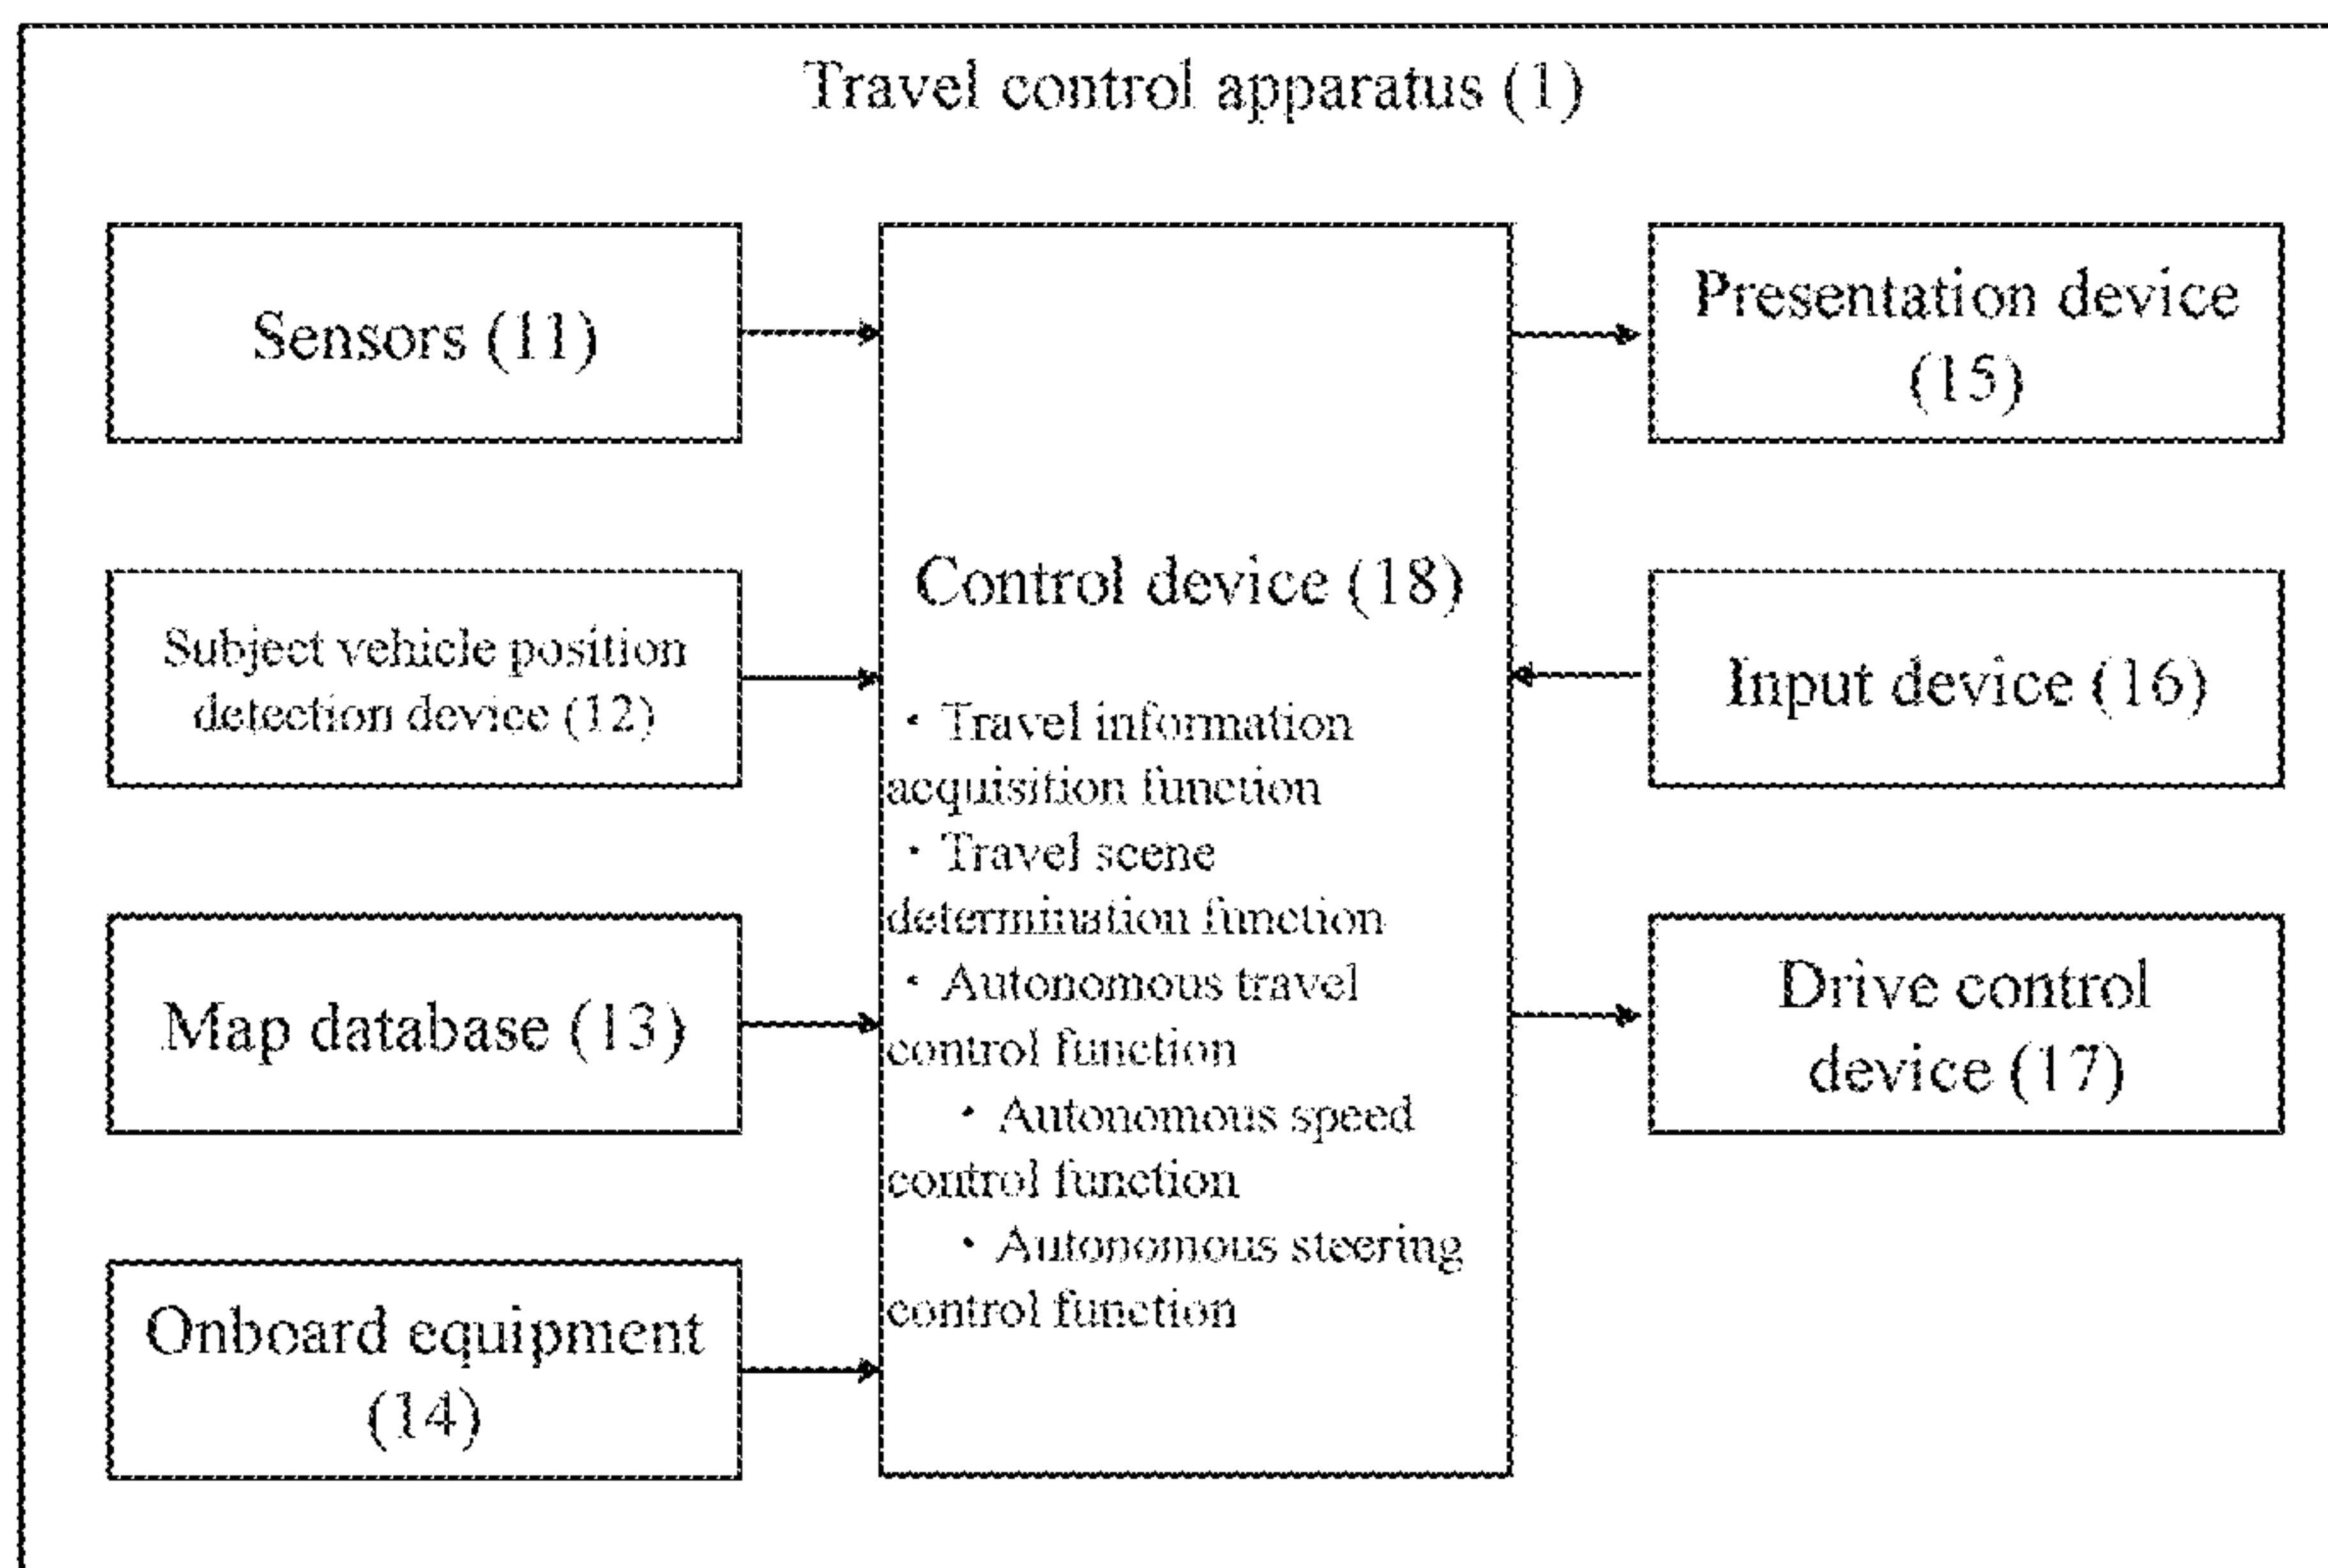 Travel control apparatus (1)
Sensors (11)
Subject vehicle position
detection device (12)
Map database (13)
Onboard equipment
(14)
Control device (18)
・Travel information
acquisition function
・Travel scene
determination function
・Autonomous travel
control function
・Autonomous speed
control function
・Autonomous steering
control function
Presentation device
(15)
Input device (16)
Drive control
device (17)